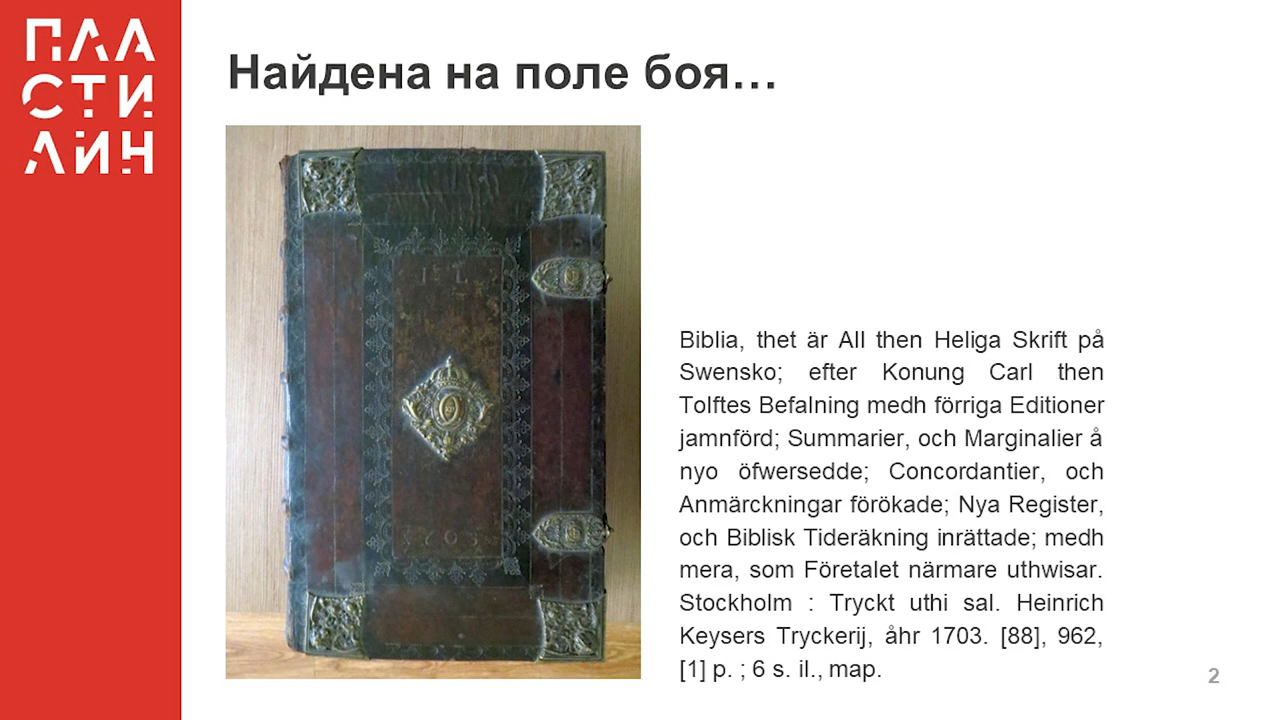 ПЛА
СТИ
ЛИН
Найдена на поле боя...
I L
1703
Biblia, thet är All then Heliga Skrift på
Swensko; efter Konung Carl then
Tolftes Befalning medh förriga Editioner
jamnförd; Summarier, och Marginalier å
nyo öfwersedde; Concordantier, och
Anmärckningar förökade; Nya Register,
och Biblisk Tideräkning inrättade; medh
mera, som Företalet närmare uthwisar.
Stockholm : Tryckt uthi sal. Heinrich
Keysers Tryckerij, åhr 1703. [88], 962,
[1] p. ; 6 s. il., map.
2